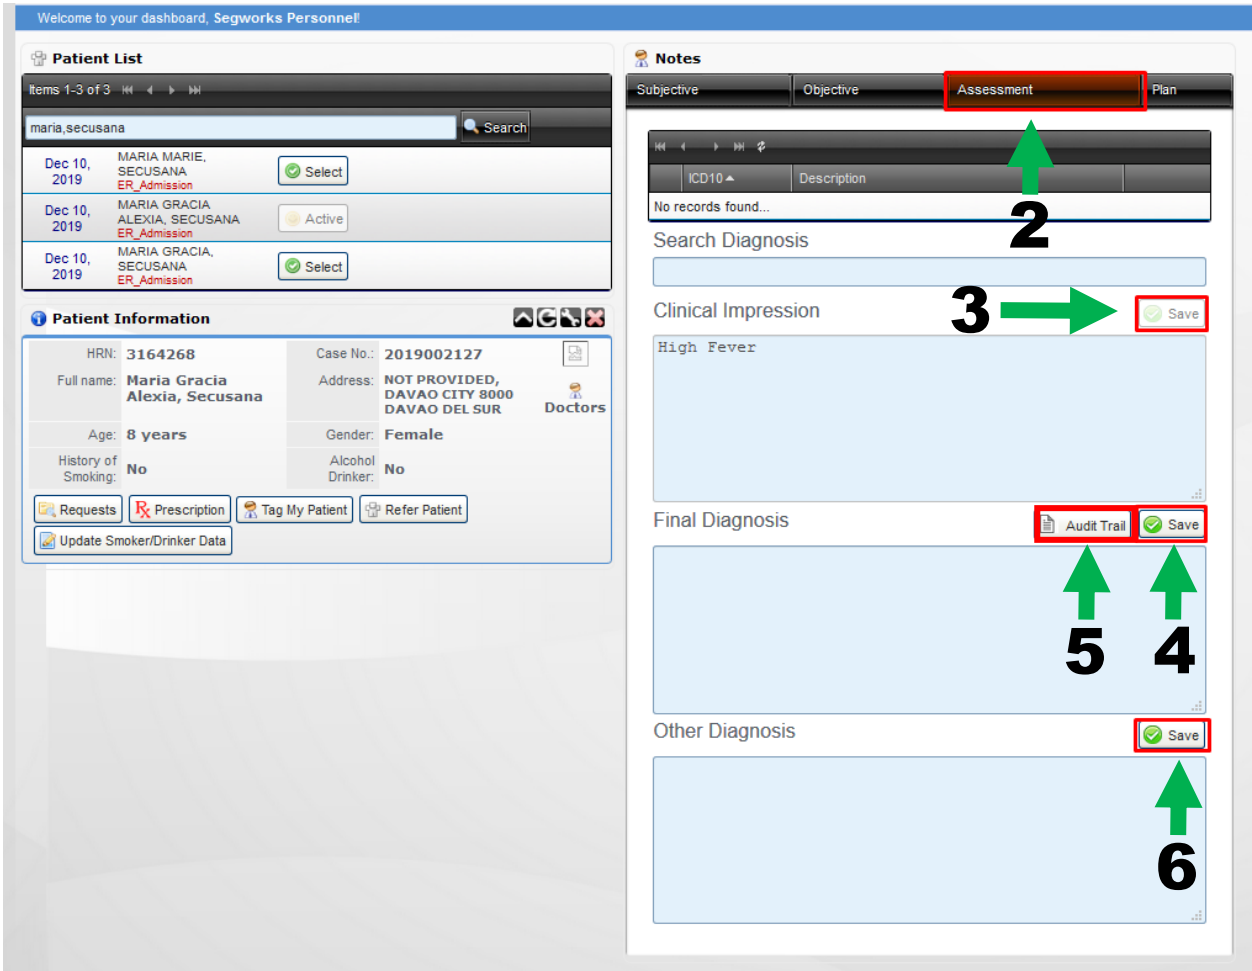 Welcome to your dashboard, Segworks Personnel!
Patient List
Items 1-3 of 3
maria,secusana
Search
Dec 10, 2019
MARIA MARIE, SECUSANA
ER_Admission
Select
Dec 10, 2019
MARIA GRACIA ALEXIA, SECUSANA
ER_Admission
Active
Dec 10, 2019
MARIA GRACIA, SECUSANA
ER_Admission
Select
Patient Information
HRN: 3164268
Case No.: 2019002127
Full name: Maria Gracia Alexia, Secusana
Address: NOT PROVIDED, DAVAO CITY 8000 DAVAO DEL SUR
Doctors
Age: 8 years
Gender: Female
History of Smoking: No
Alcohol Drinker: No
Requests
Prescription
Tag My Patient
Refer Patient
Update Smoker/Drinker Data
Notes
Subjective
Objective
Assessment
Plan
2
ICD10
Description
No records found...
Search Diagnosis
Clinical Impression
3
Save
High Fever
Final Diagnosis
Audit Trail
Save
5
4
Other Diagnosis
Save
6